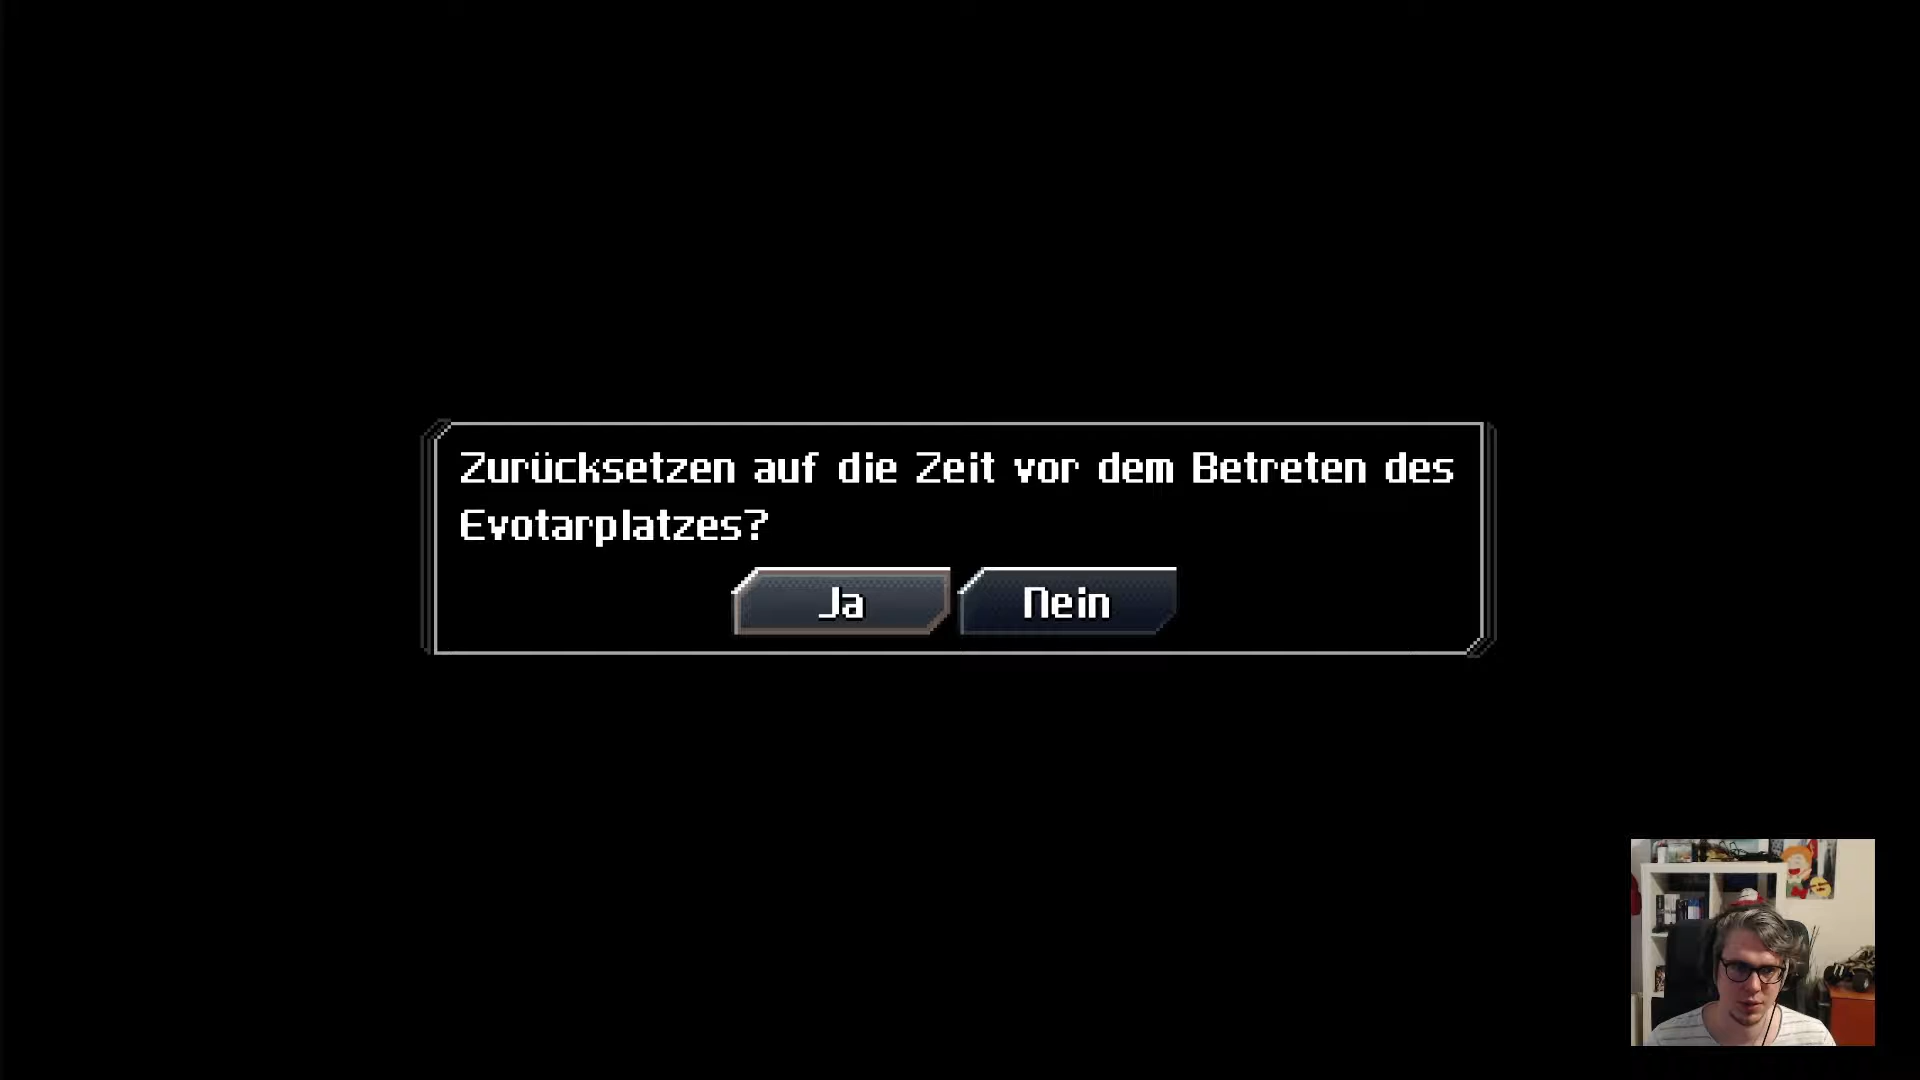 Zurücksetzen auf die Zeit vor dem Betreten des
Evotarplatzes?
Ja Nein